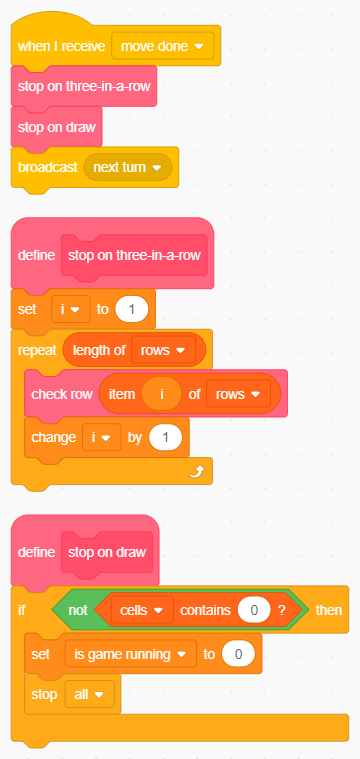 when I receive move done
stop on three-in-a-row
stop on draw
broadcast next turn
define stop on three-in-a-row
set i to 1
repeat length of rows
check row item i of rows
change i by 1
define stop on draw
if not cells contains 0 ? then
set is game running to 0
stop all